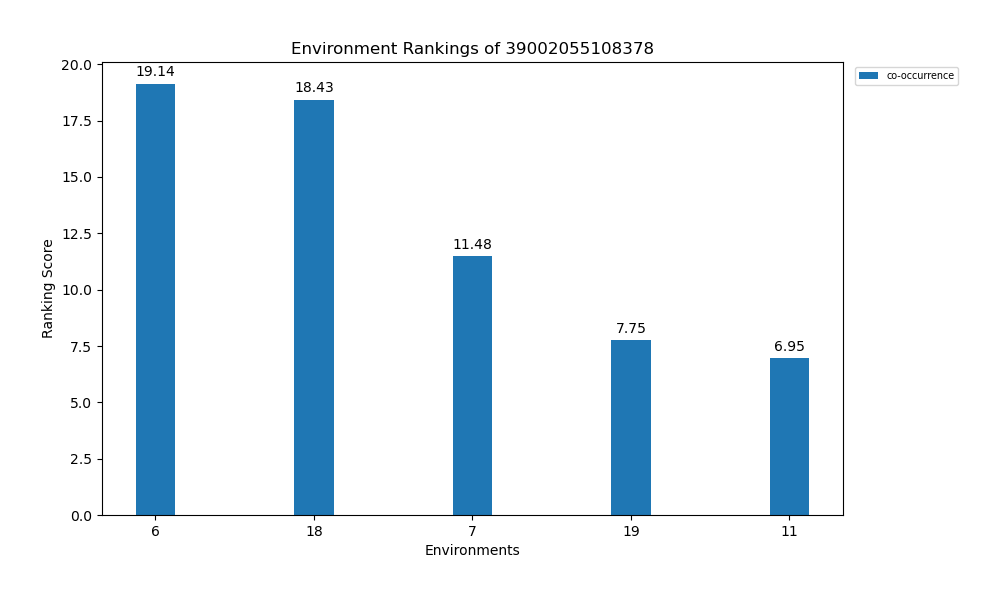 Environment Rankings of 39002055108378
co-occurrence
Ranking Score
20.0
17.5
15.0
12.5
10.0
7.5
5.0
2.5
0.0
19.14
18.43
11.48
7.75
6.95
6 18 7 19 11
Environments